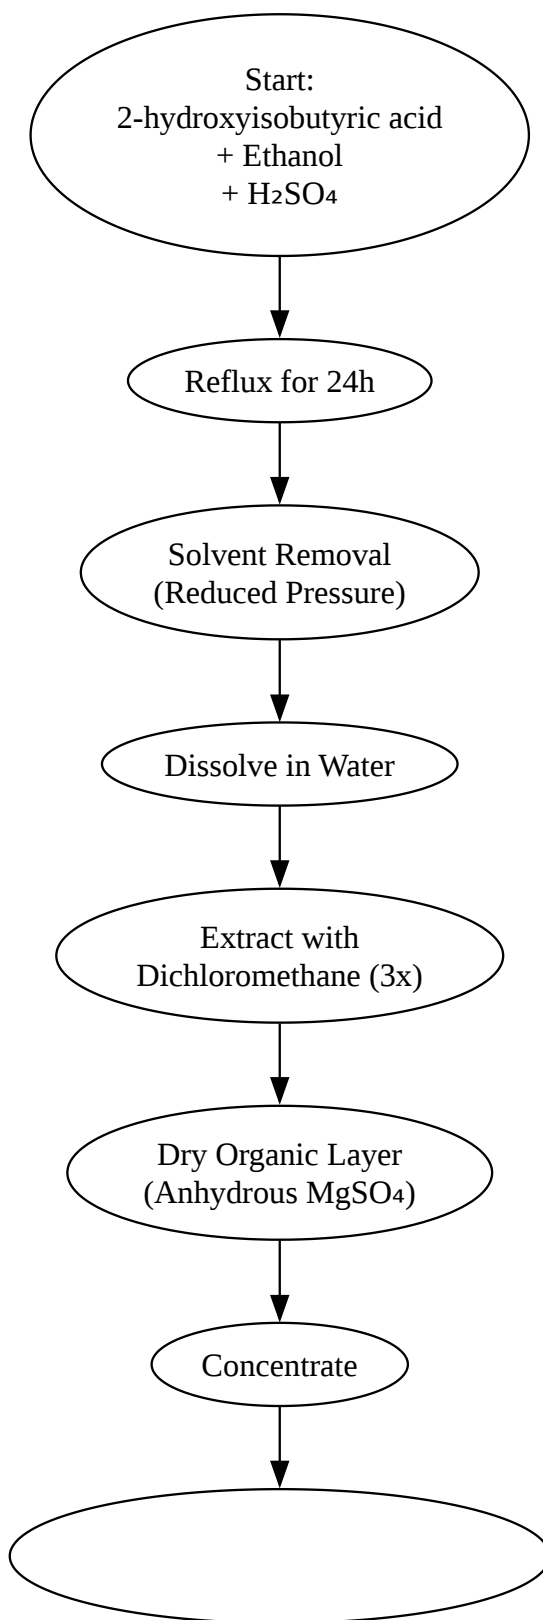 Start:
2-hydroxyisobutyric acid
+ Ethanol
+ H₂SO₄
Reflux for 24h
Solvent Removal
(Reduced Pressure)
Dissolve in Water
Extract with
Dichloromethane (3x)
Dry Organic Layer
(Anhydrous MgSO₄)
Concentrate